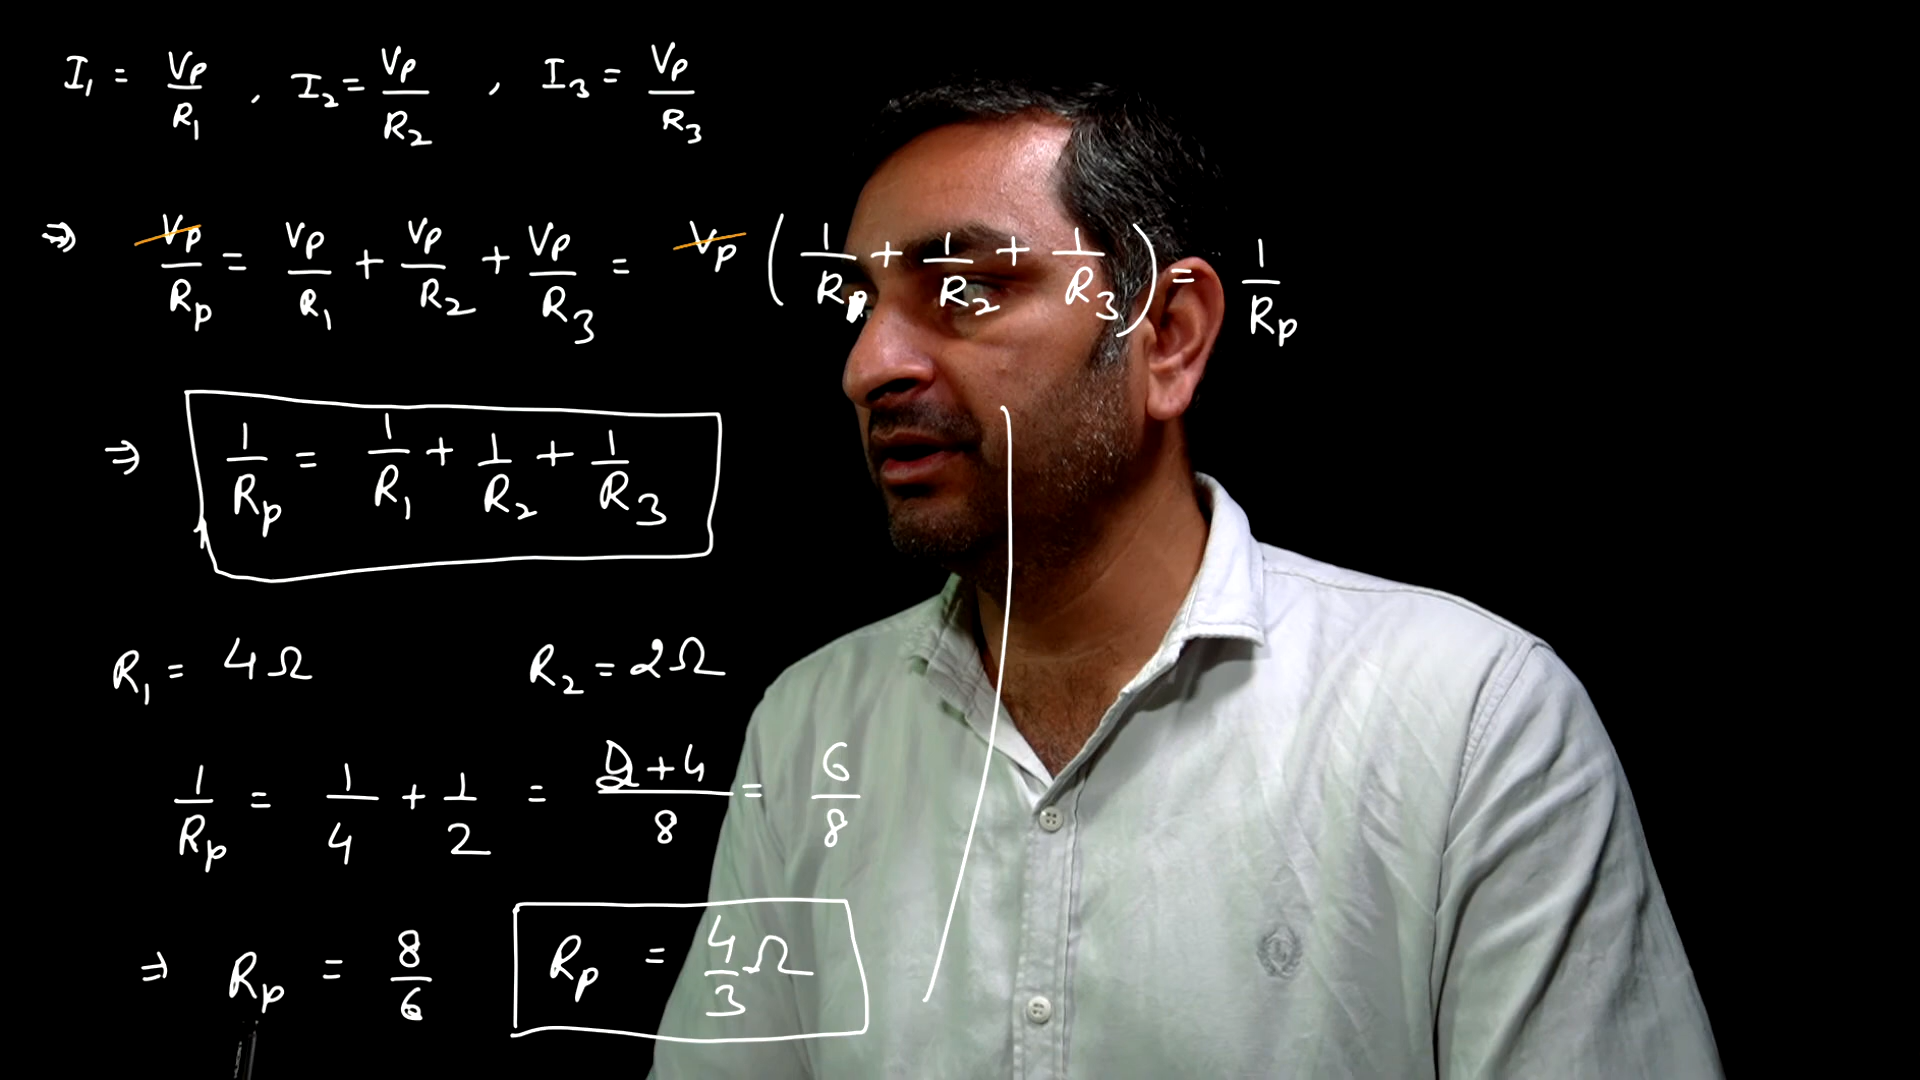 I₁ = Vp/R₁ , I₂ = Vp/R₂ , I₃ = Vp/R₃
⇒ Vp/Rp = Vp/R₁ + Vp/R₂ + Vp/R₃ = Vp (1/R₁ + 1/R₂ + 1/R₃) = 1/Rp
⇒ 1/Rp = 1/R₁ + 1/R₂ + 1/R₃
R₁ = 4Ω R₂ = 2Ω
1/Rp = 1/4 + 1/2 = (2+4)/8 = 6/8
⇒ Rp = 8/6 Rp = 4/3 Ω